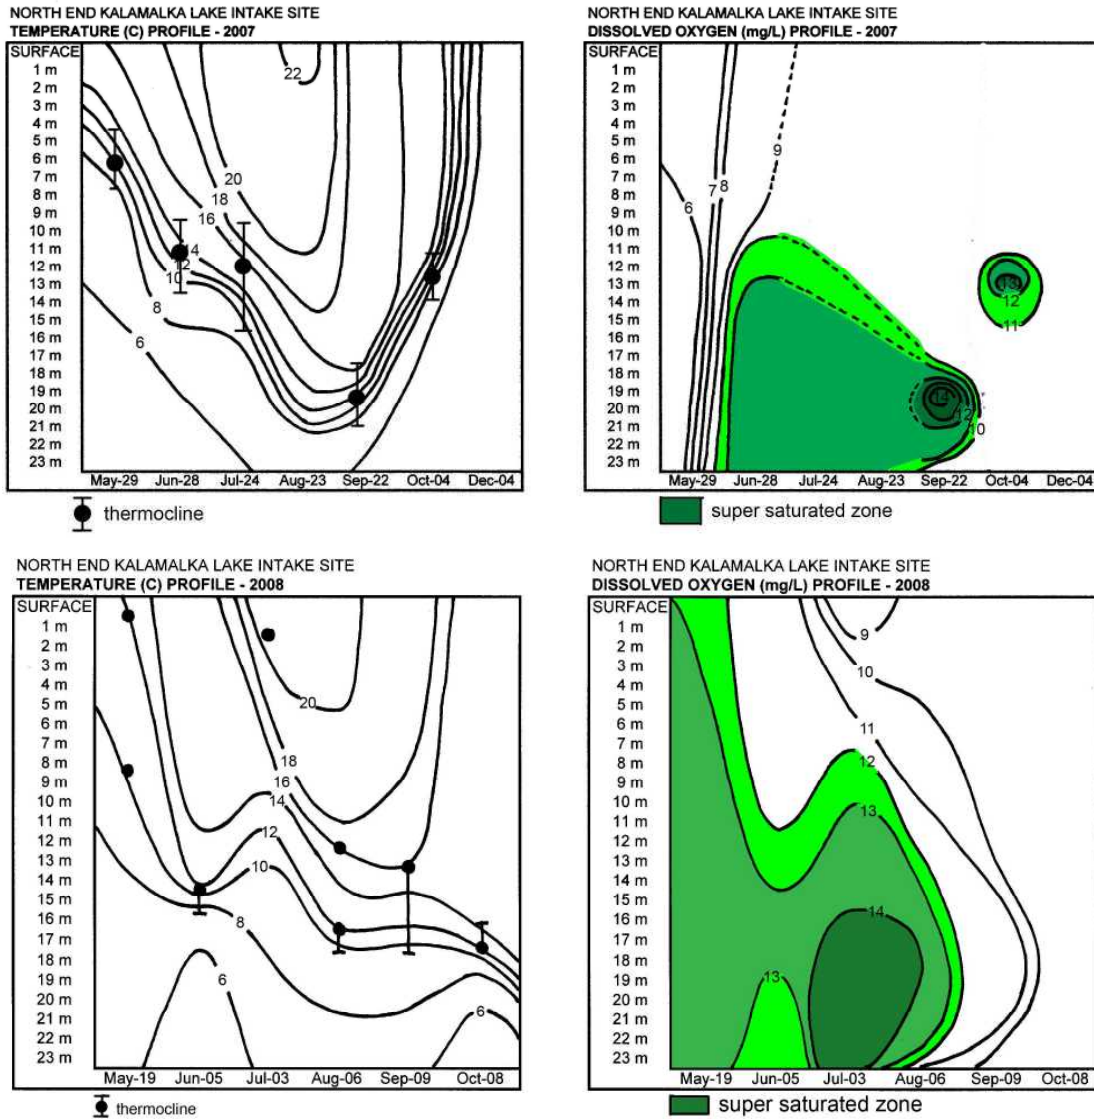 NORTH END KALAMALKA LAKE INTAKE SITE
TEMPERATURE (C) PROFILE - 2007
SURFACE
1 m
2 m
3 m
4 m
5 m
6 m
7 m
8 m
9 m
10 m
11 m
12 m
13 m
14 m
15 m
16 m
17 m
18 m
19 m
20 m
21 m
22 m
23 m
22
20
18
16
14
12
10
8
6
May-29 Jun-28 Jul-24 Aug-23 Sep-22 Oct-04 Dec-04
thermocline
NORTH END KALAMALKA LAKE INTAKE SITE
DISSOLVED OXYGEN (mg/L) PROFILE - 2007
SURFACE
1 m
2 m
3 m
4 m
5 m
6 m
7 m
8 m
9 m
10 m
11 m
12 m
13 m
14 m
15 m
16 m
17 m
18 m
19 m
20 m
21 m
22 m
23 m
9
7 8
6
13
12
11
14
12
10
May-29 Jun-28 Jul-24 Aug-23 Sep-22 Oct-04 Dec-04
super saturated zone
NORTH END KALAMALKA LAKE INTAKE SITE
TEMPERATURE (C) PROFILE - 2008
SURFACE
1 m
2 m
3 m
4 m
5 m
6 m
7 m
8 m
9 m
10 m
11 m
12 m
13 m
14 m
15 m
16 m
17 m
18 m
19 m
20 m
21 m
22 m
23 m
20
18
16
14
12
10
8
6
6
May-19 Jun-05 Jul-03 Aug-06 Sep-09 Oct-08
thermocline
NORTH END KALAMALKA LAKE INTAKE SITE
DISSOLVED OXYGEN (mg/L) PROFILE - 2008
SURFACE
1 m
2 m
3 m
4 m
5 m
6 m
7 m
8 m
9 m
10 m
11 m
12 m
13 m
14 m
15 m
16 m
17 m
18 m
19 m
20 m
21 m
22 m
23 m
9
10
11
12
13
14
13
May-19 Jun-05 Jul-03 Aug-06 Sep-09 Oct-08
super saturated zone